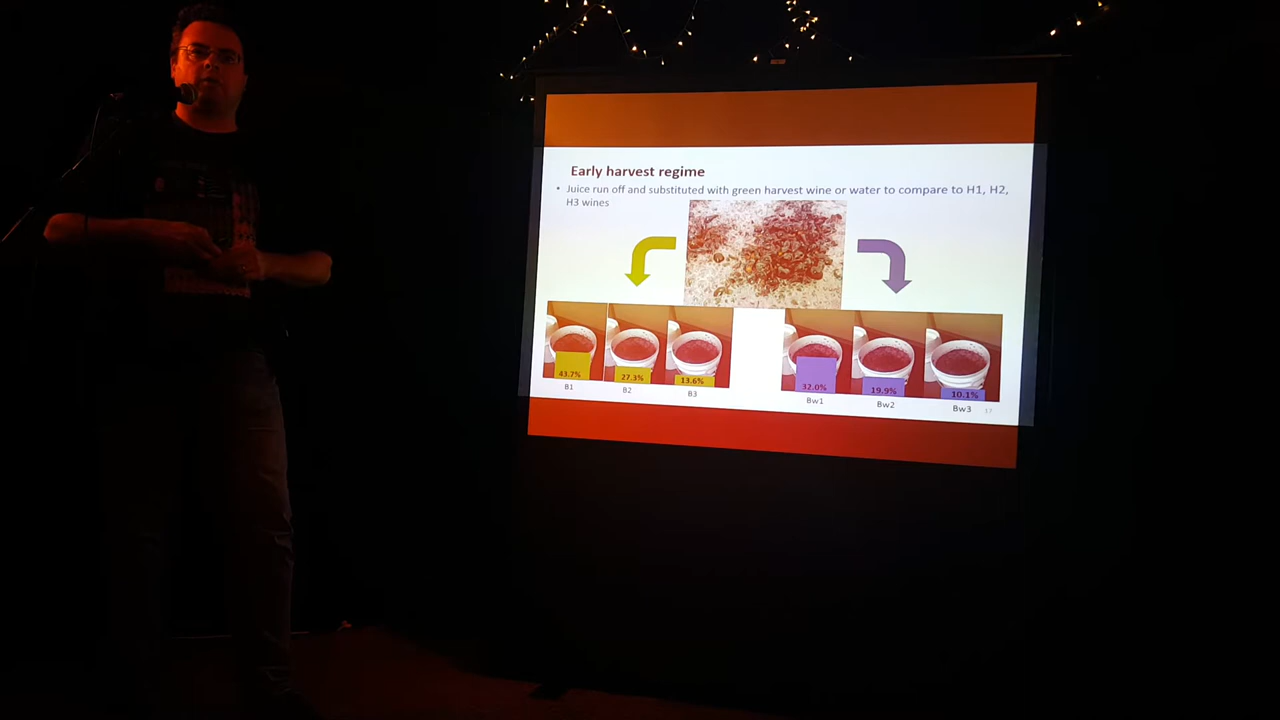 Early harvest regime
• Juice run off and substituted with green harvest wine or water to compare to H1, H2,
H3 wines
43.7%
27.3%
13.6%
32.0%
19.9%
10.1%
B1
B2
B3
Bw1
Bw2
Bw3
17